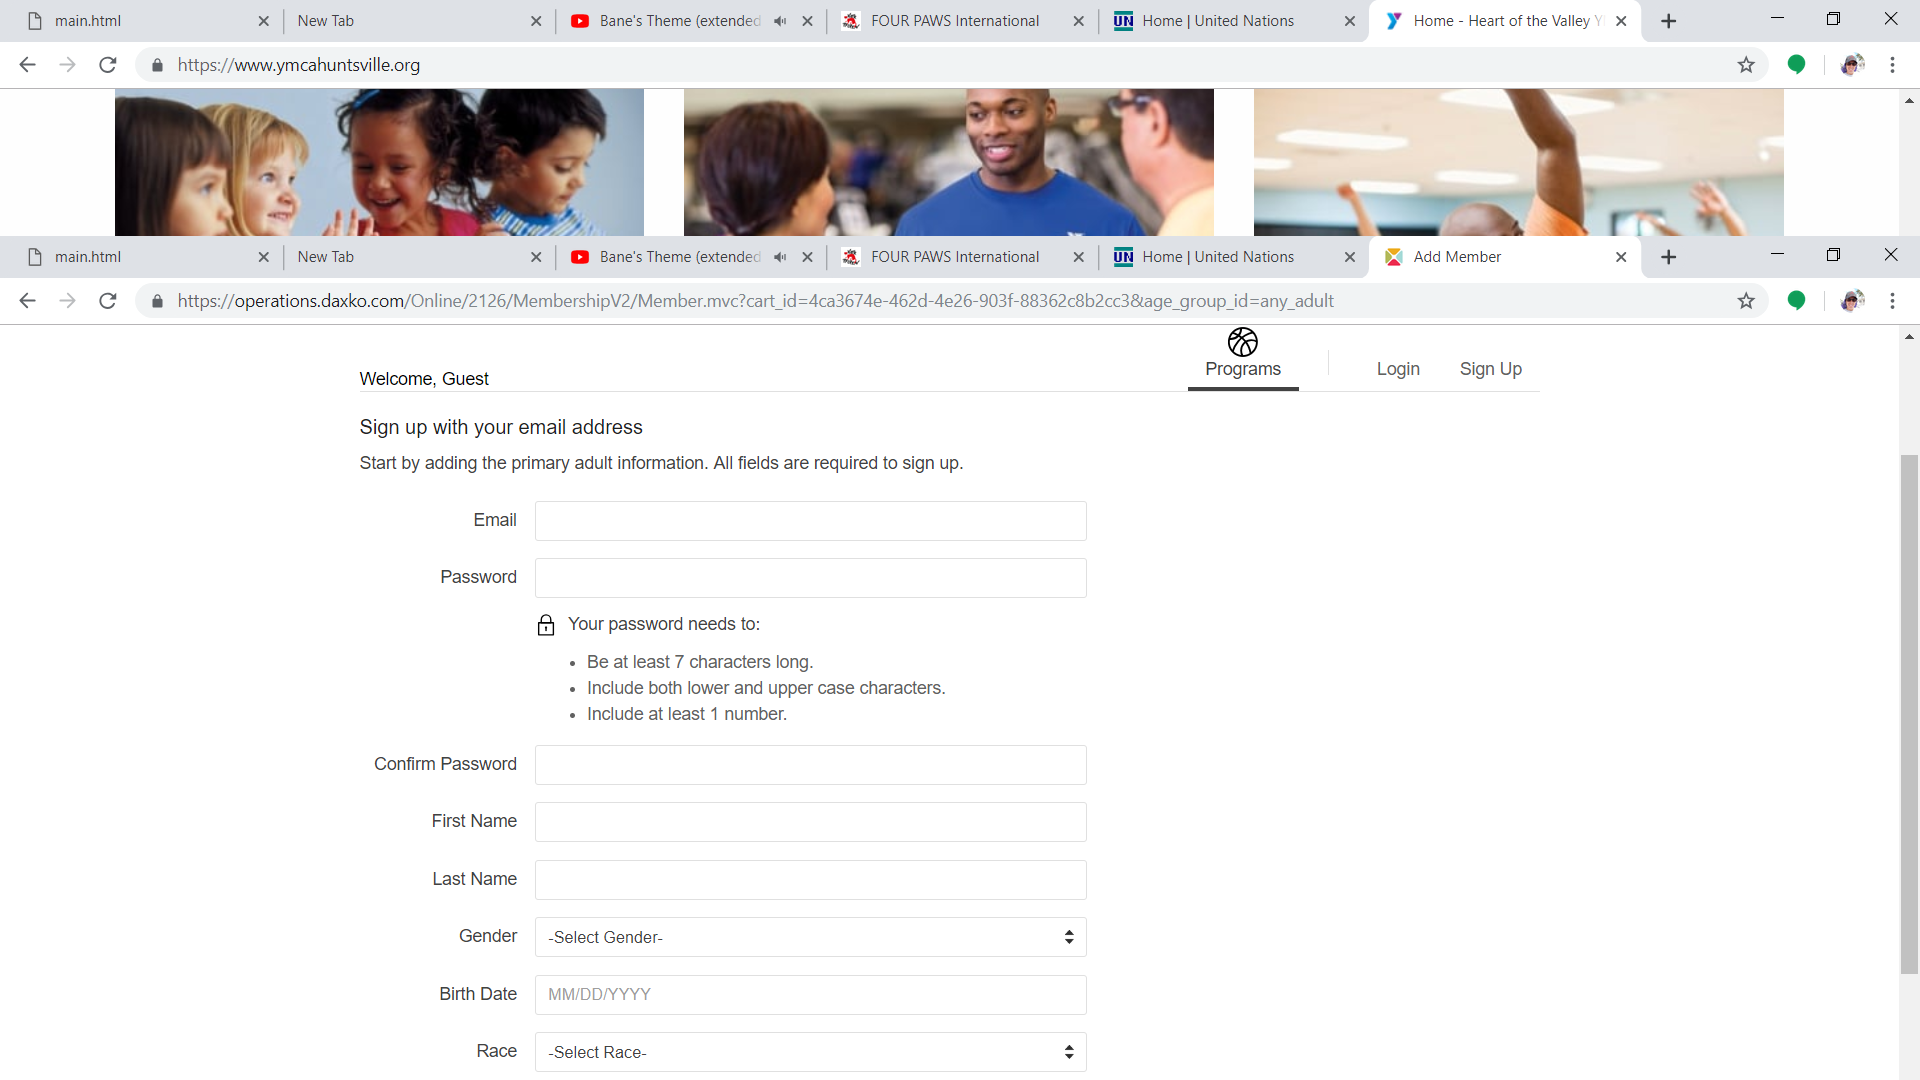 main.html
New Tab
Bane's Theme (extended
FOUR PAWS International
UN Home | United Nations
Home - Heart of the Valley Y
https://www.ymcahuntsville.org
main.html
New Tab
Bane's Theme (extended
FOUR PAWS International
UN Home | United Nations
Add Member
https://operations.daxko.com/Online/2126/MembershipV2/Member.mvc?cart_id=4ca3674e-462d-4e26-903f-88362c8b2cc3&age_group_id=any_adult
Welcome, Guest
Programs
Login
Sign Up
Sign up with your email address
Start by adding the primary adult information. All fields are required to sign up.
Email
Password
Your password needs to:
• Be at least 7 characters long.
• Include both lower and upper case characters.
• Include at least 1 number.
Confirm Password
First Name
Last Name
Gender -Select Gender-
Birth Date MM/DD/YYYY
Race -Select Race-